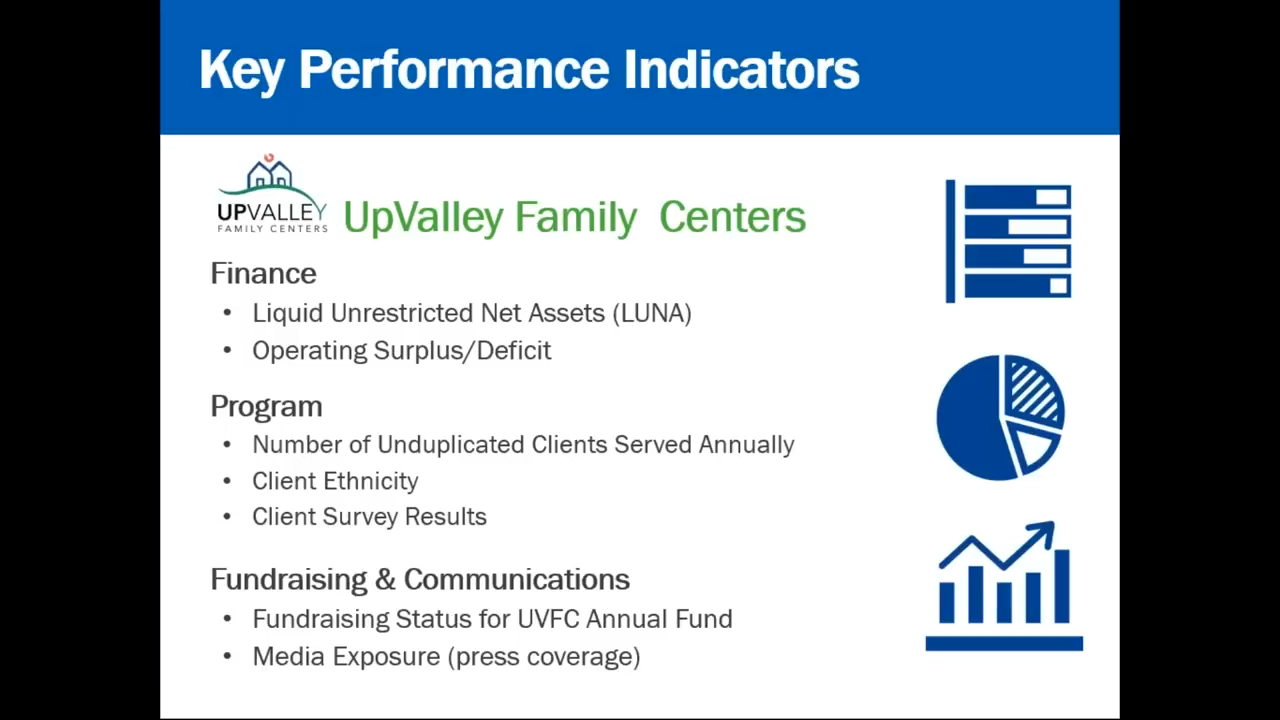 Key Performance Indicators
UPVALLEY
FAMILY CENTERS
UpValley Family Centers
Finance
• Liquid Unrestricted Net Assets (LUNA)
• Operating Surplus/Deficit
Program
• Number of Unduplicated Clients Served Annually
• Client Ethnicity
• Client Survey Results
Fundraising & Communications
• Fundraising Status for UVFC Annual Fund
• Media Exposure (press coverage)